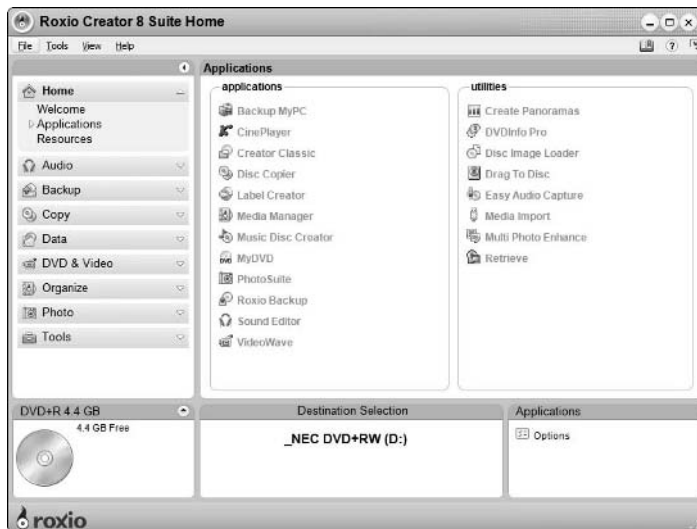 Roxio Creator 8 Suite Home
File Tools View Help
Applications
Home
Welcome
Applications
Resources
Audio
Backup
Copy
Data
DVD & Video
Organize
Photo
Tools
applications
Backup MyPC
CinePlayer
Creator Classic
Disc Copier
Label Creator
Media Manager
Music Disc Creator
MyDVD
PhotoSuite
Roxio Backup
Sound Editor
VideoWave
utilities
Create Panoramas
DVDInfo Pro
Disc Image Loader
Drag To Disc
Easy Audio Capture
Media Import
Multi Photo Enhance
Retrieve
DVD+R 4.4 GB
4.4 GB Free
Destination Selection
_NEC DVD+RW (D:)
Applications
Options
roxio